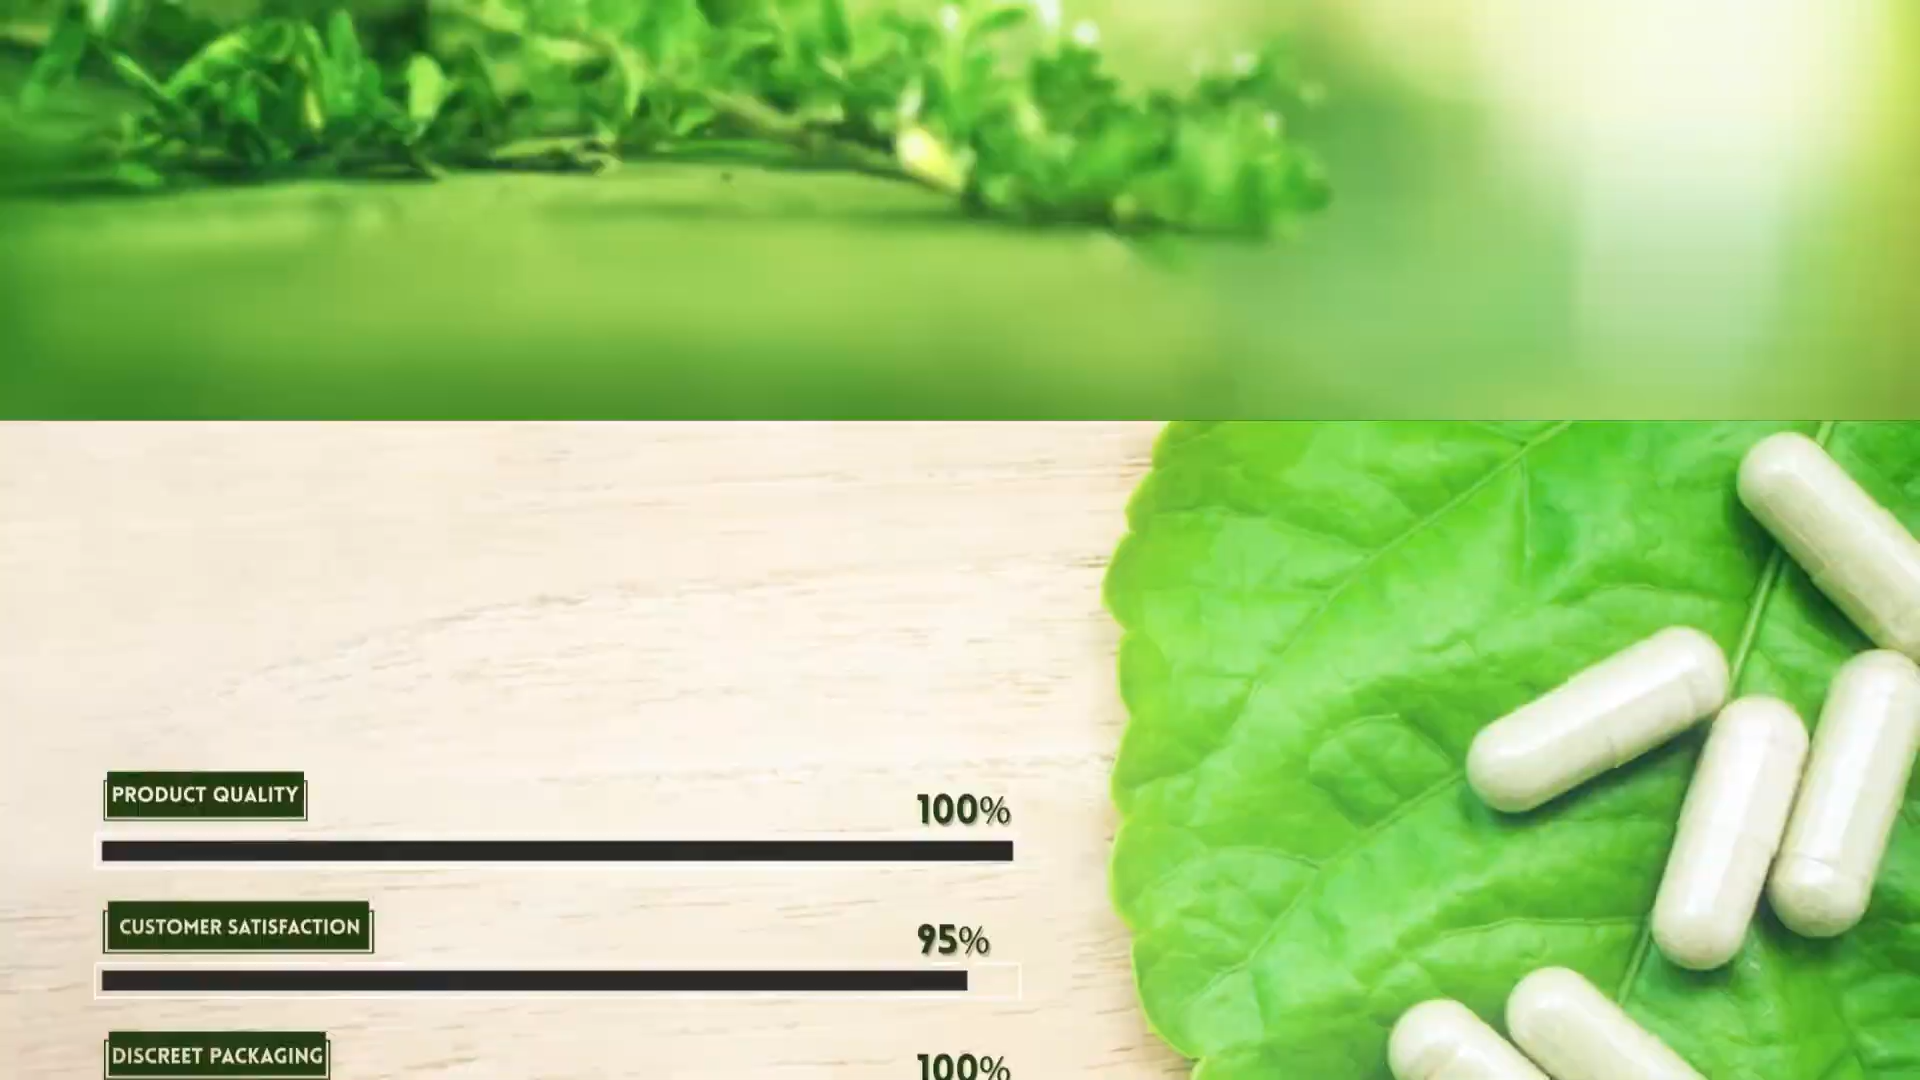 PRODUCT QUALITY
100%
CUSTOMER SATISFACTION
95%
DISCREET PACKAGING
100%